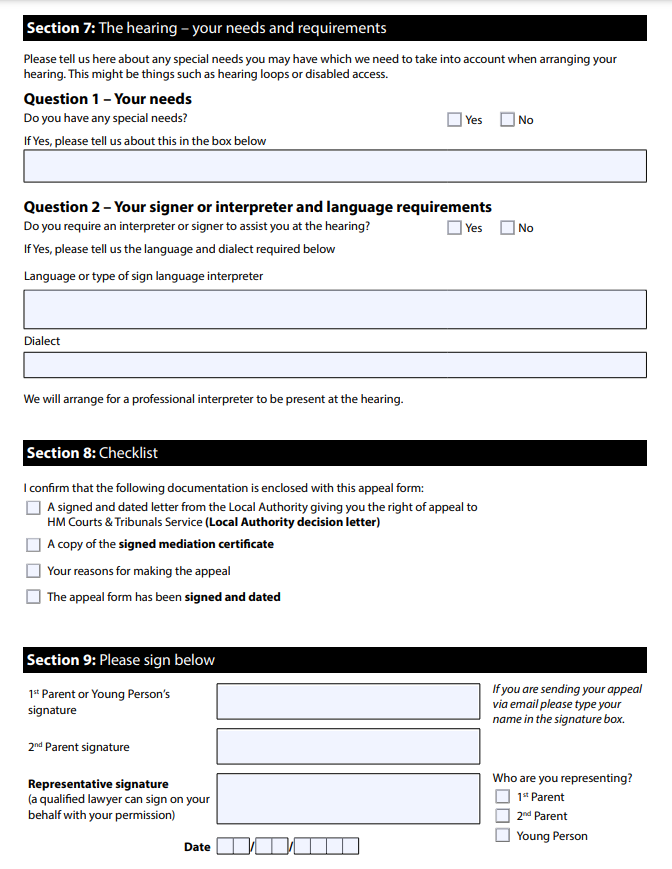 Section 7: The hearing – your needs and requirements
Please tell us here about any special needs you may have which we need to take into account when arranging your
hearing. This might be things such as hearing loops or disabled access.
Question 1 – Your needs
Do you have any special needs? Yes No
If Yes, please tell us about this in the box below
Question 2 – Your signer or interpreter and language requirements
Do you require an interpreter or signer to assist you at the hearing? Yes No
If Yes, please tell us the language and dialect required below
Language or type of sign language interpreter
Dialect
We will arrange for a professional interpreter to be present at the hearing.
Section 8: Checklist
I confirm that the following documentation is enclosed with this appeal form:
A signed and dated letter from the Local Authority giving you the right of appeal to
HM Courts & Tribunals Service (Local Authority decision letter)
A copy of the signed mediation certificate
Your reasons for making the appeal
The appeal form has been signed and dated
Section 9: Please sign below
1st Parent or Young Person's
signature
If you are sending your appeal
via email please type your
name in the signature box.
2nd Parent signature
Representative signature
(a qualified lawyer can sign on your
behalf with your permission)
Who are you representing?
1st Parent
2nd Parent
Young Person
Date / /